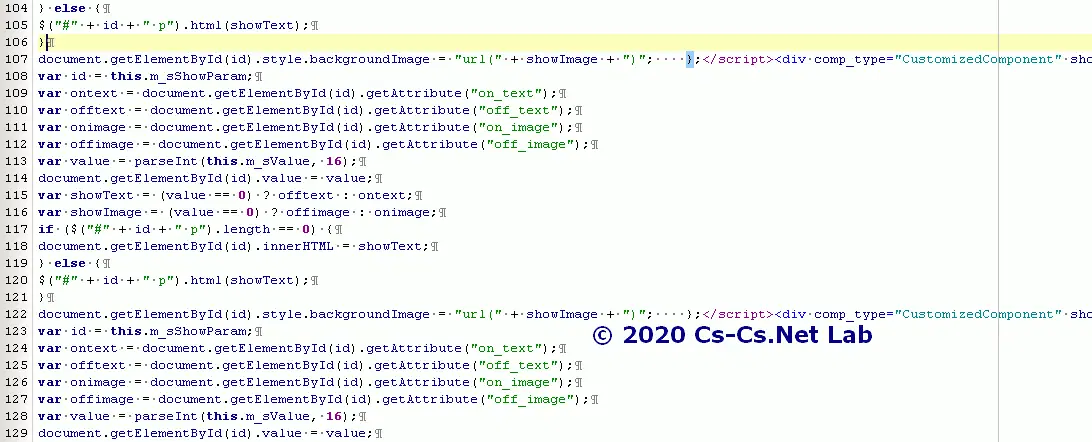 104 } else {¶
105 $("#" + id + " p").html(showText);¶
106 }¶
107 document.getElementById(id).style.backgroundImage = "url(" + showImage + ")";    };</script><div comp_type="CustomizedComponent" sho
108 var id = this.m_sShowParam;¶
109 var ontext = document.getElementById(id).getAttribute("on_text");¶
110 var offtext = document.getElementById(id).getAttribute("off_text");¶
111 var onimage = document.getElementById(id).getAttribute("on_image");¶
112 var offimage = document.getElementById(id).getAttribute("off_image");¶
113 var value = parseInt(this.m_sValue, 16);¶
114 document.getElementById(id).value = value;¶
115 var showText = (value == 0) ? offtext : ontext;¶
116 var showImage = (value == 0) ? offimage : onimage;¶
117 if ($("#" + id + " p").length == 0) {¶
118 document.getElementById(id).innerHTML = showText;¶
119 } else {¶
120 $("#" + id + " p").html(showText);¶
121 }¶
122 document.getElementById(id).style.backgroundImage = "url(" + showImage + ")";    };</script><div comp_type="CustomizedComponent" sho
123 var id = this.m_sShowParam;¶
© 2020 Cs-Cs.Net Lab
124 var ontext = document.getElementById(id).getAttribute("on_text");¶
125 var offtext = document.getElementById(id).getAttribute("off_text");¶
126 var onimage = document.getElementById(id).getAttribute("on_image");¶
127 var offimage = document.getElementById(id).getAttribute("off_image");¶
128 var value = parseInt(this.m_sValue, 16);¶
129 document.getElementById(id).value = value;¶